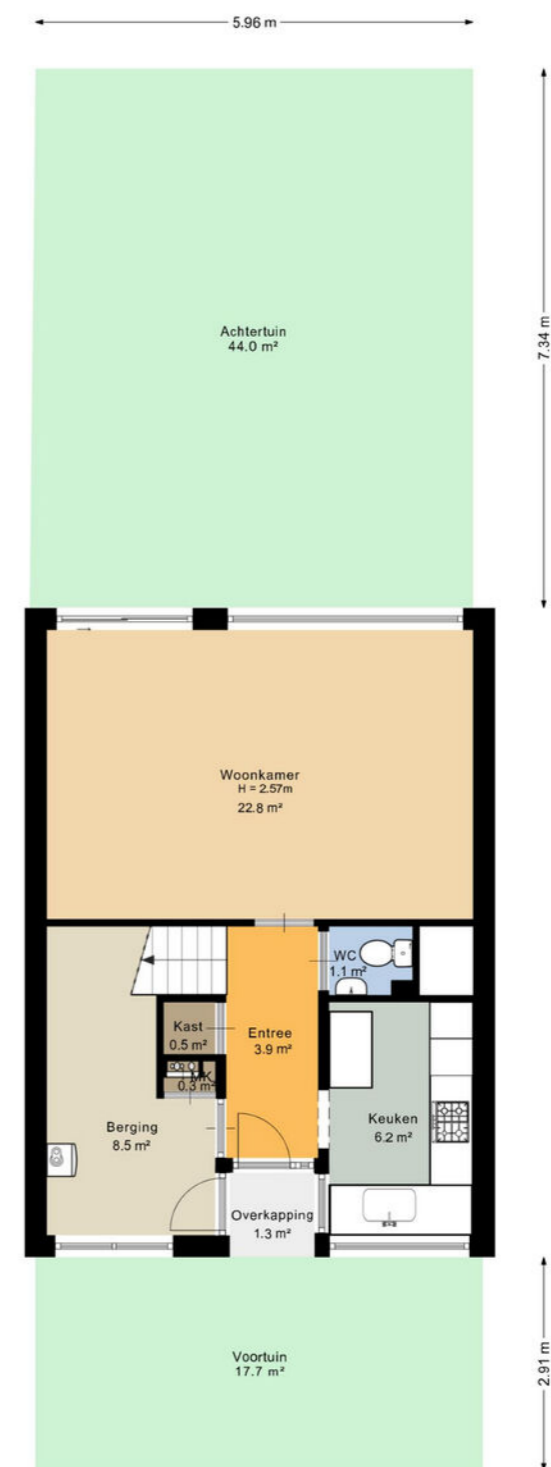 5.96 m
7.34 m
Achtertuin
44.0 m²
Woonkamer
H = 2.57m
22.8 m²
WC
1.1 m²
Kast
0.5 m²
Entree
3.9 m²
MK
0.3 m²
Keuken
6.2 m²
Berging
8.5 m²
Overkapping
1.3 m²
Voortuin
17.7 m²
2.91 m